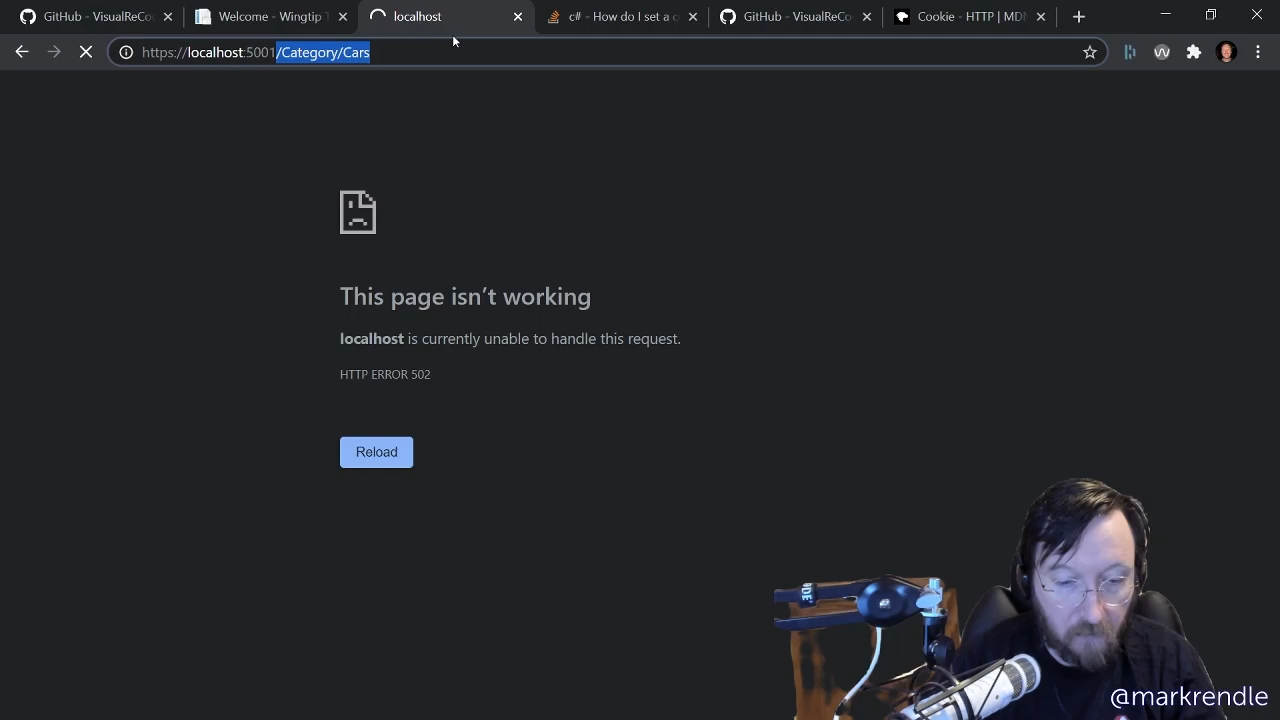 GitHub - VisualReCo
Welcome - Wingtip T
localhost
c# - How do I set a c
GitHub - VisualReCo
Cookie - HTTP | MDN
https://localhost:5001/Category/Cars
This page isn’t working
localhost is currently unable to handle this request.
HTTP ERROR 502
Reload
@markrendle